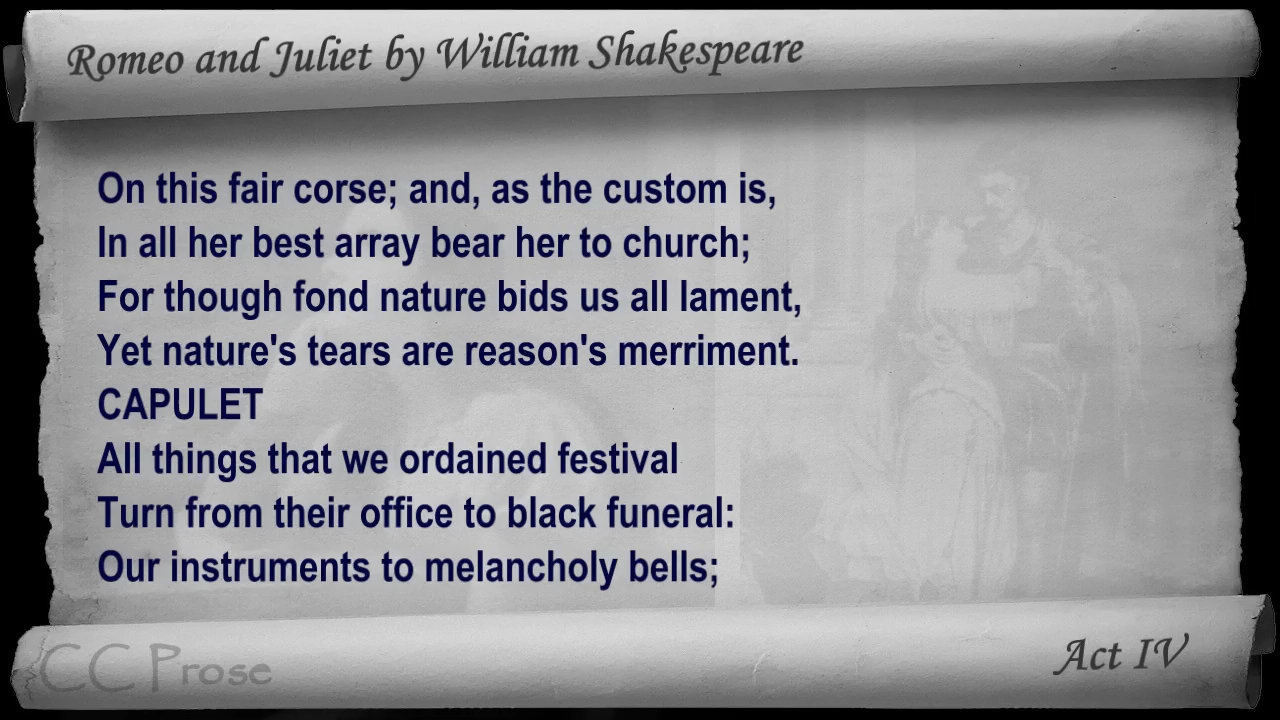 Romeo and Juliet by William Shakespeare
On this fair corse; and, as the custom is,
In all her best array bear her to church;
For though fond nature bids us all lament,
Yet nature's tears are reason's merriment.
CAPULET
All things that we ordained festival
Turn from their office to black funeral:
Our instruments to melancholy bells;
CC Prose
Act IV